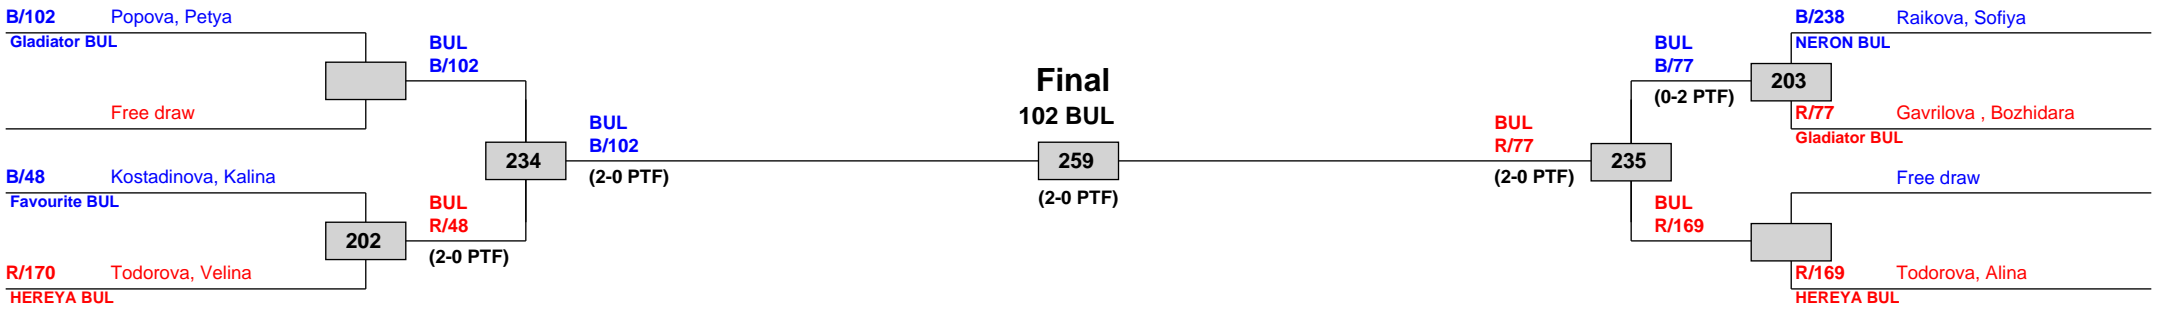 B/102 Popova, Petya
Gladiator BUL
Free draw
B/48 Kostadinova, Kalina
Favourite BUL
R/170 Todorova, Velina
HEREYA BUL
BUL
B/102
202
BUL
R/48
(2-0 PTF)
234
BUL
B/102
(2-0 PTF)
Final
102 BUL
259
(2-0 PTF)
BUL
R/77
(2-0 PTF)
235
BUL
B/77
(0-2 PTF)
BUL
R/169
203
B/238 Raikova, Sofiya
NERON BUL
R/77 Gavrilova , Bozhidara
Gladiator BUL
Free draw
R/169 Todorova, Alina
HEREYA BUL